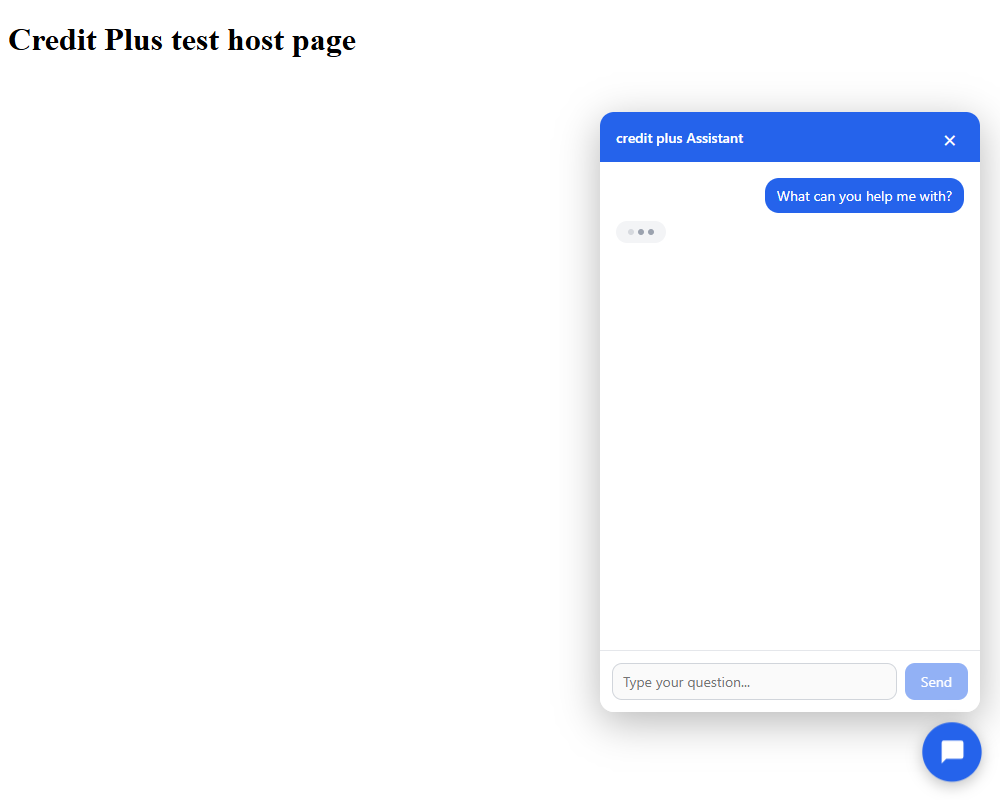 Credit Plus test host page
credit plus Assistant
What can you help me with?
Type your question...
Send